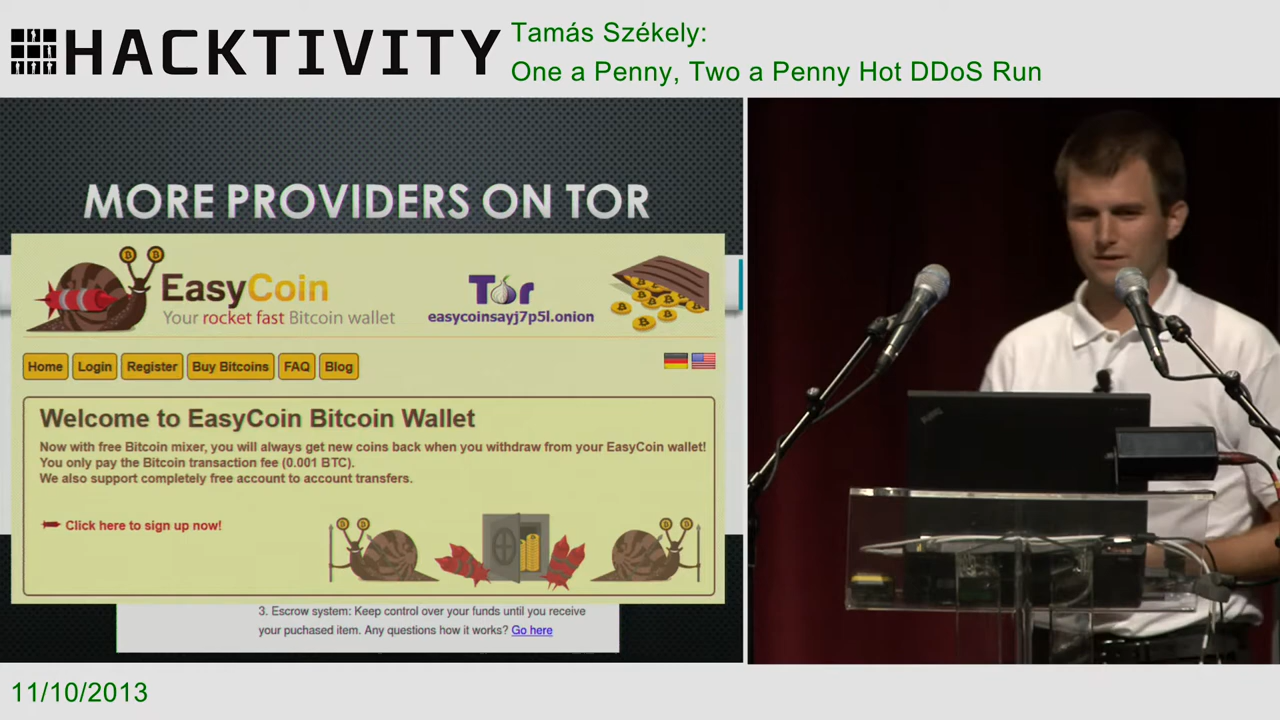 HACKTIVITY
Tamás Székely:
One a Penny, Two a Penny Hot DDoS Run
MORE PROVIDERS ON TOR
EasyCoin
Your rocket fast Bitcoin wallet
Tor
easycoinsayj7p5l.onion
Home Login Register Buy Bitcoins FAQ Blog
Welcome to EasyCoin Bitcoin Wallet
Now with free Bitcoin mixer, you will always get new coins back when you withdraw from your EasyCoin wallet!
You only pay the Bitcoin transaction fee (0.001 BTC).
We also support completely free account to account transfers.
Click here to sign up now!
3. Escrow system: Keep control over your funds until you receive
your puchased item. Any questions how it works? Go here
11/10/2013